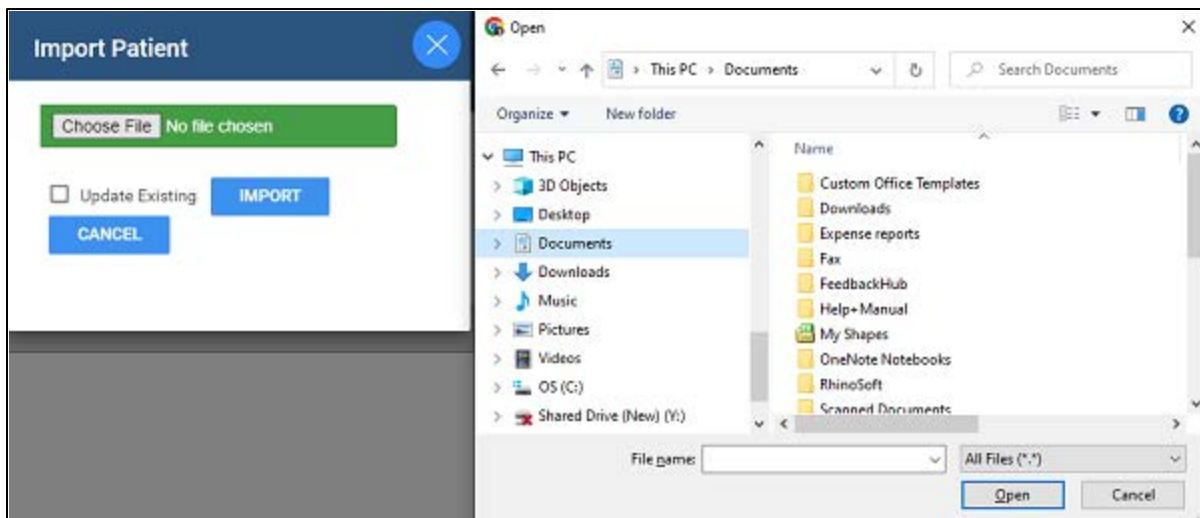 Import Patient
Choose File No file chosen
Update Existing IMPORT
CANCEL
Open
This PC > Documents
Search Documents
Organize New folder
This PC
3D Objects
Desktop
Documents
Downloads
Music
Pictures
Videos
OS (C:)
Shared Drive (New) (Y:)
Name
Custom Office Templates
Downloads
Expense reports
Fax
FeedbackHub
Help+Manual
My Shapes
OneNote Notebooks
RhinoSoft
Scanned Documents
File name:
All Files (*.*)
Open Cancel